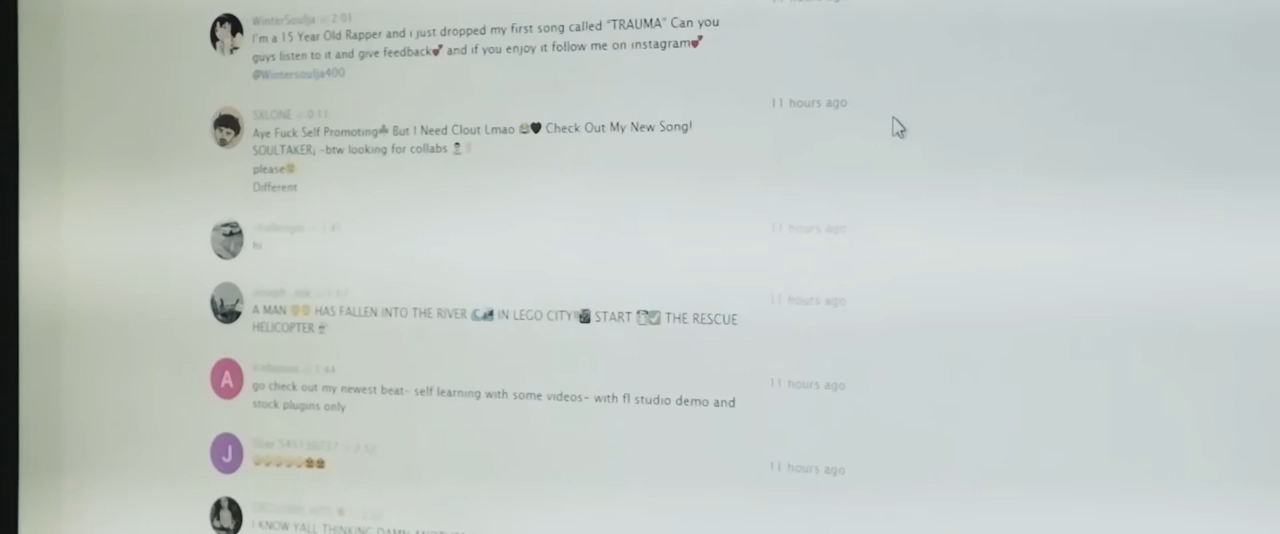 WinterSoulja 2:01
I'm a 15 Year Old Rapper and i just dropped my first song called "TRAUMA" Can you
guys listen to it and give feedback💕 and if you enjoy it follow me on instagram💕
@Wintersoulja400
11 hours ago
0:11
Aye Fuck Self Promoting But I Need Clout Lmao 🖤 Check Out My New Song!
SOULTAKER¡ -btw looking for collabs
please
Different
11 hours ago
hi
11 hours ago
A MAN HAS FALLEN INTO THE RIVER IN LEGO CITY START THE RESCUE
HELICOPTER
1:44
11 hours ago
go check out my newest beat- self learning with some videos- with fl studio demo and
stock plugins only
A
J
11 hours ago
I KNOW YALL THINKING DAMN